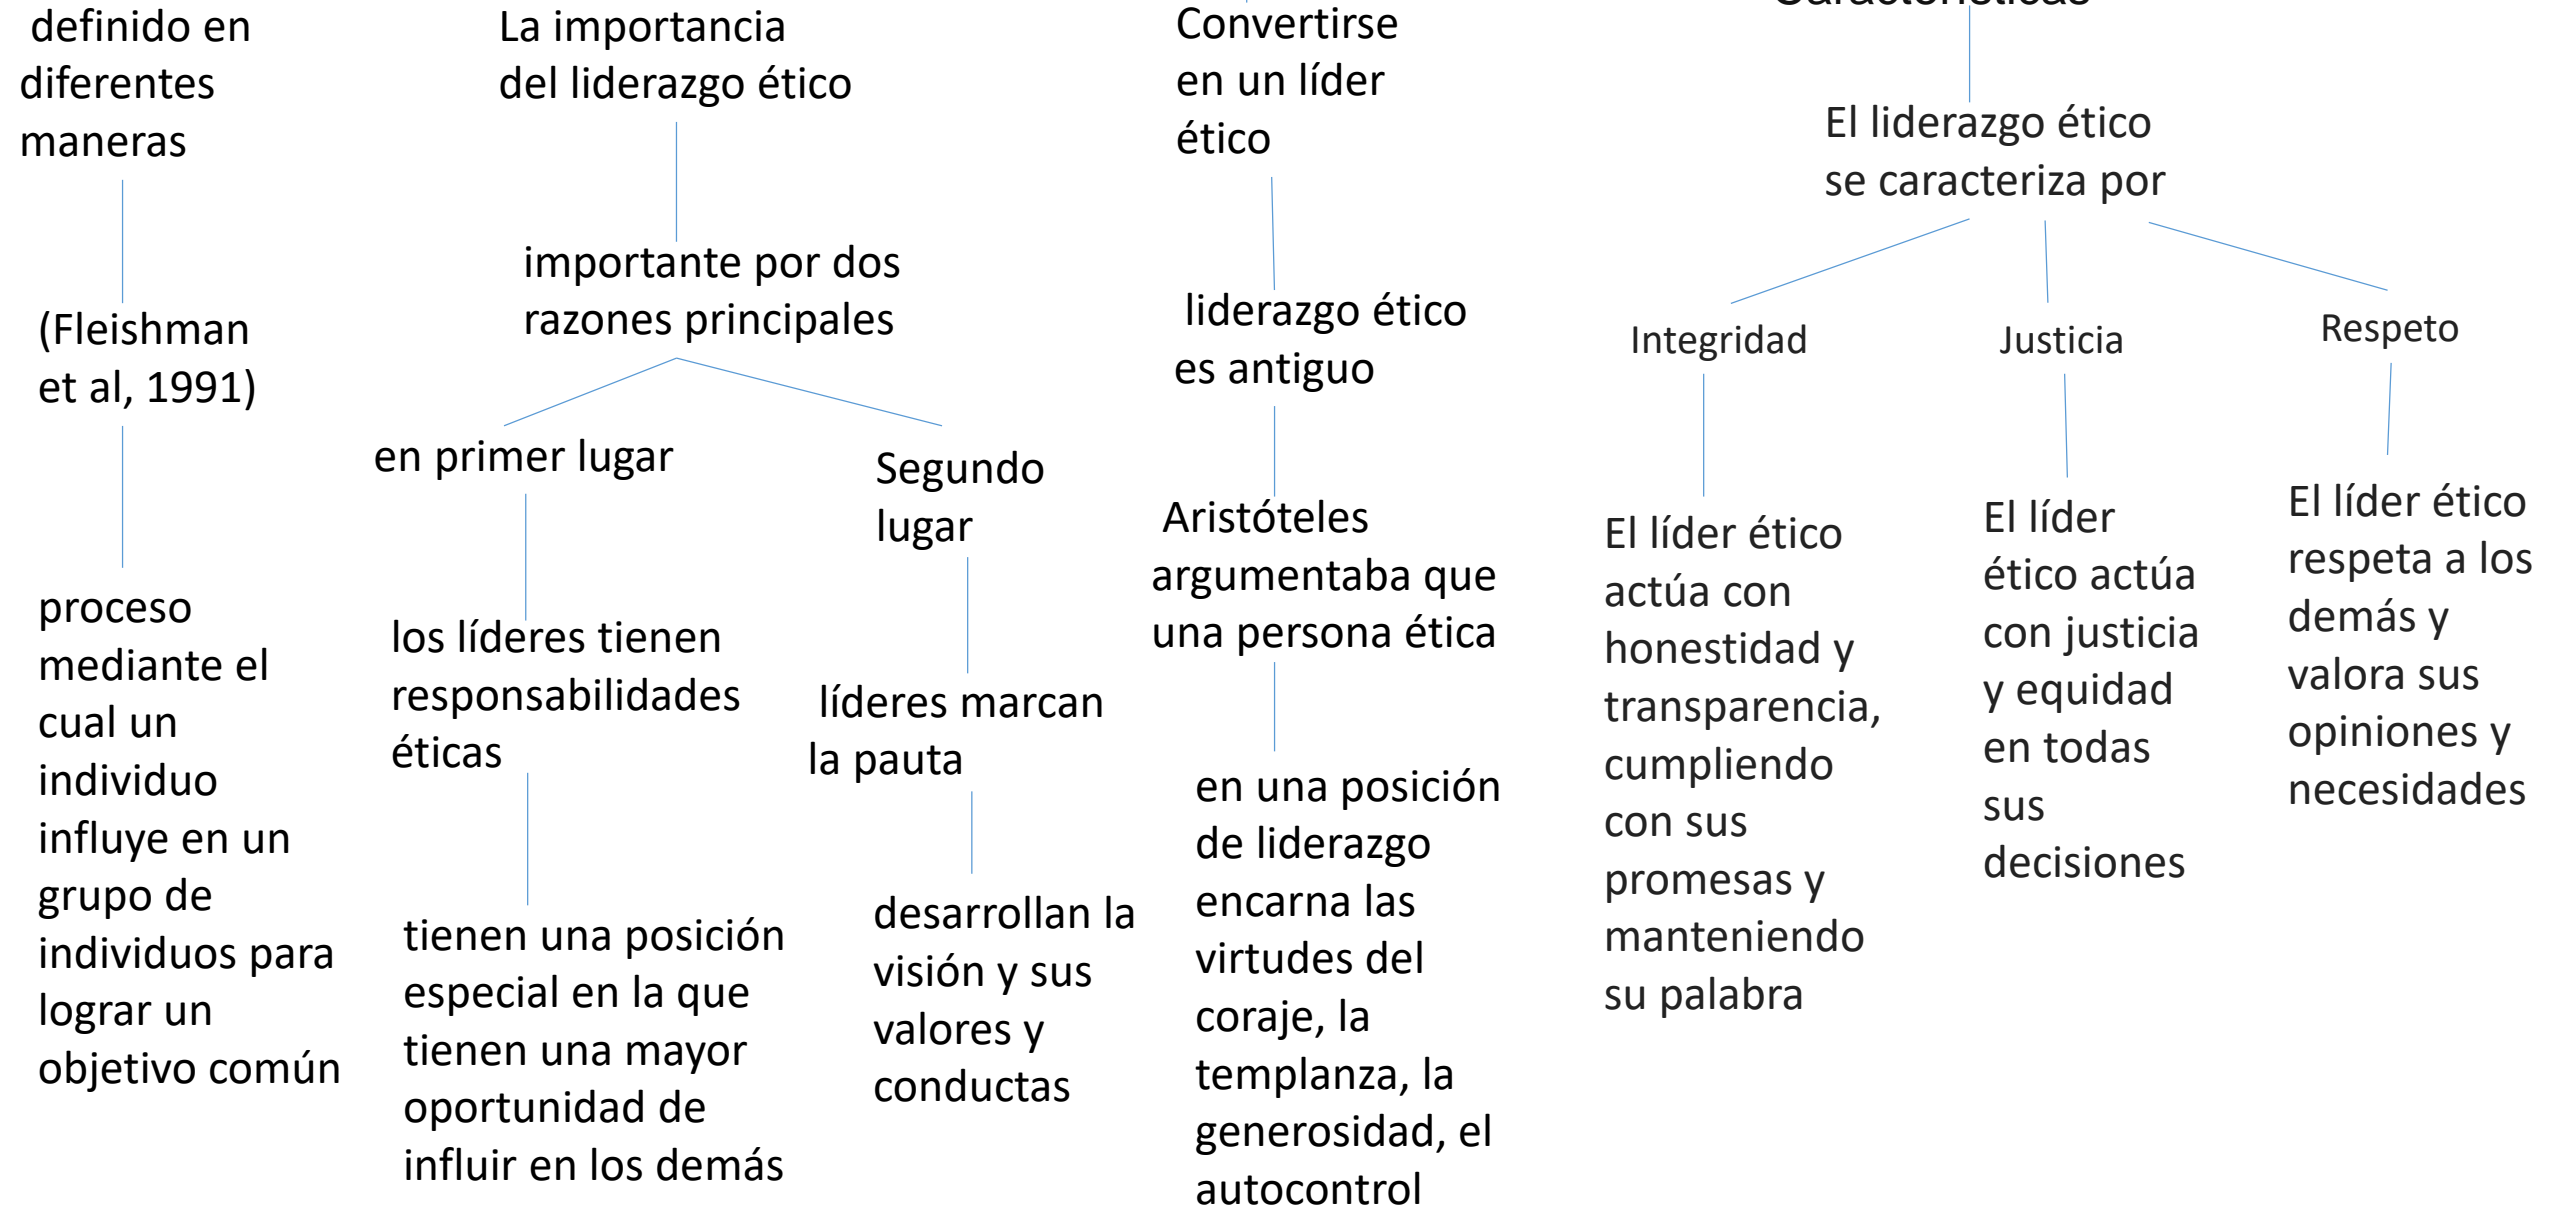 definido en
diferentes
maneras
(Fleishman
et al, 1991)
proceso
mediante el
cual un
individuo
influye en un
grupo de
individuos para
lograr un
objetivo común
La importancia
del liderazgo ético
importante por dos
razones principales
en primer lugar
los líderes tienen
responsabilidades
éticas
tienen una posición
especial en la que
tienen una mayor
oportunidad de
influir en los demás
Segundo
lugar
líderes marcan
la pauta
desarrollan la
visión y sus
valores y
conductas
Convertirse
en un líder
ético
liderazgo ético
es antiguo
Aristóteles
argumentaba que
una persona ética
en una posición
de liderazgo
encarna las
virtudes del
coraje, la
templanza, la
generosidad, el
autocontrol
Características
El liderazgo ético
se caracteriza por
Integridad
El líder ético
actúa con
honestidad y
transparencia,
cumpliendo
con sus
promesas y
manteniendo
su palabra
Justicia
El líder
ético actúa
con justicia
y equidad
en todas
sus
decisiones
Respeto
El líder ético
respeta a los
demás y
valora sus
opiniones y
necesidades